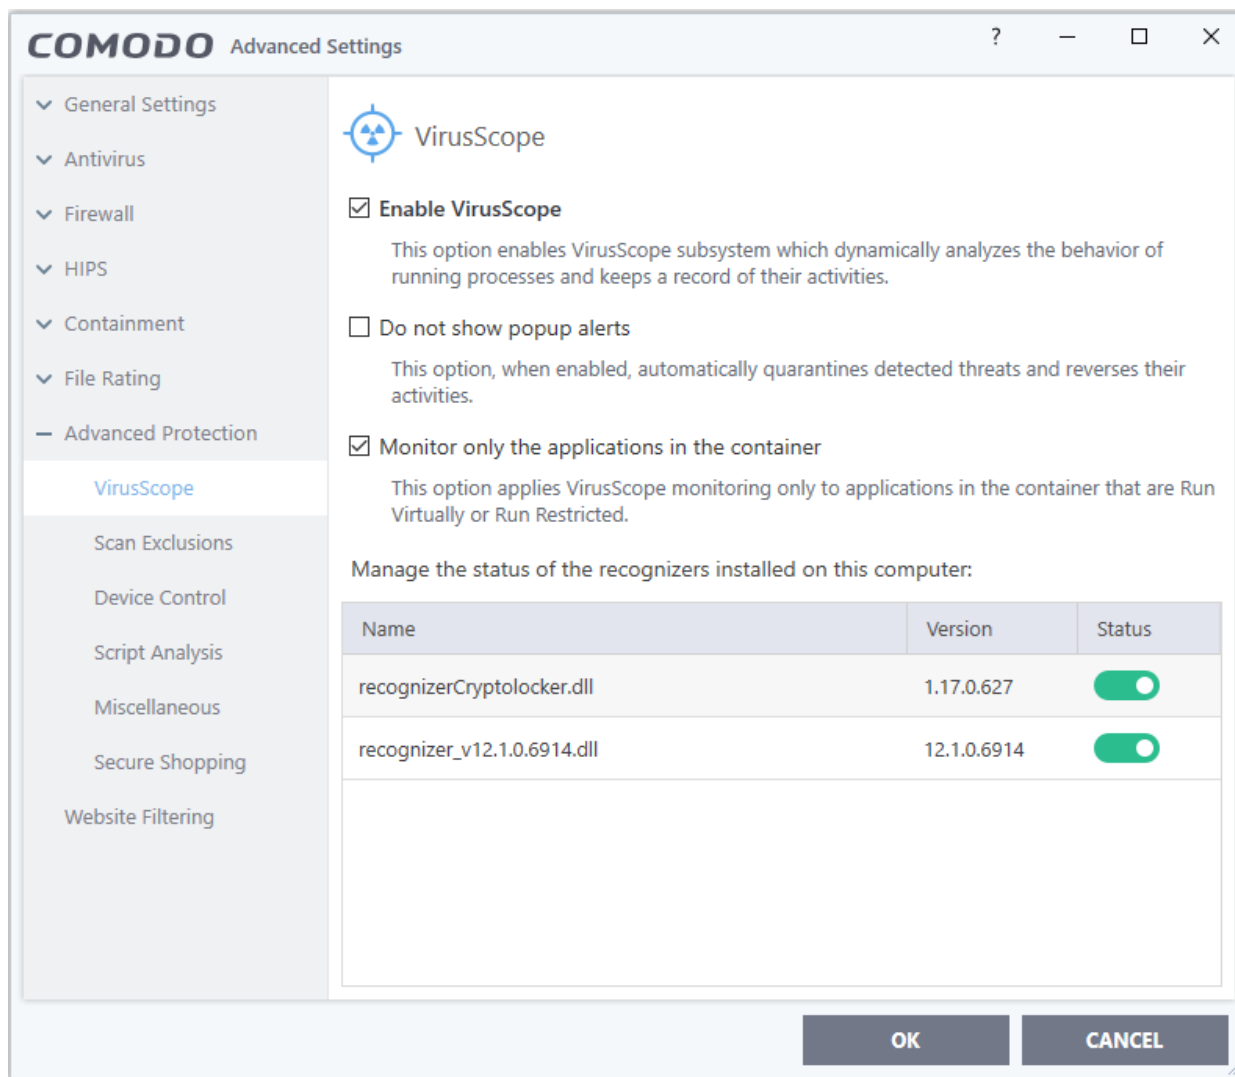 COMODO Advanced Settings ?
General Settings
Antivirus
Firewall
HIPS
Containment
File Rating
Advanced Protection
VirusScope
Scan Exclusions
Device Control
Script Analysis
Miscellaneous
Secure Shopping
Website Filtering
VirusScope
Enable VirusScope
This option enables VirusScope subsystem which dynamically analyzes the behavior of
running processes and keeps a record of their activities.
Do not show popup alerts
This option, when enabled, automatically quarantines detected threats and reverses their
activities.
Monitor only the applications in the container
This option applies VirusScope monitoring only to applications in the container that are Run
Virtually or Run Restricted.
Manage the status of the recognizers installed on this computer:
Name Version Status
recognizerCryptolocker.dll 1.17.0.627
recognizer_v12.1.0.6914.dll 12.1.0.6914
OK CANCEL